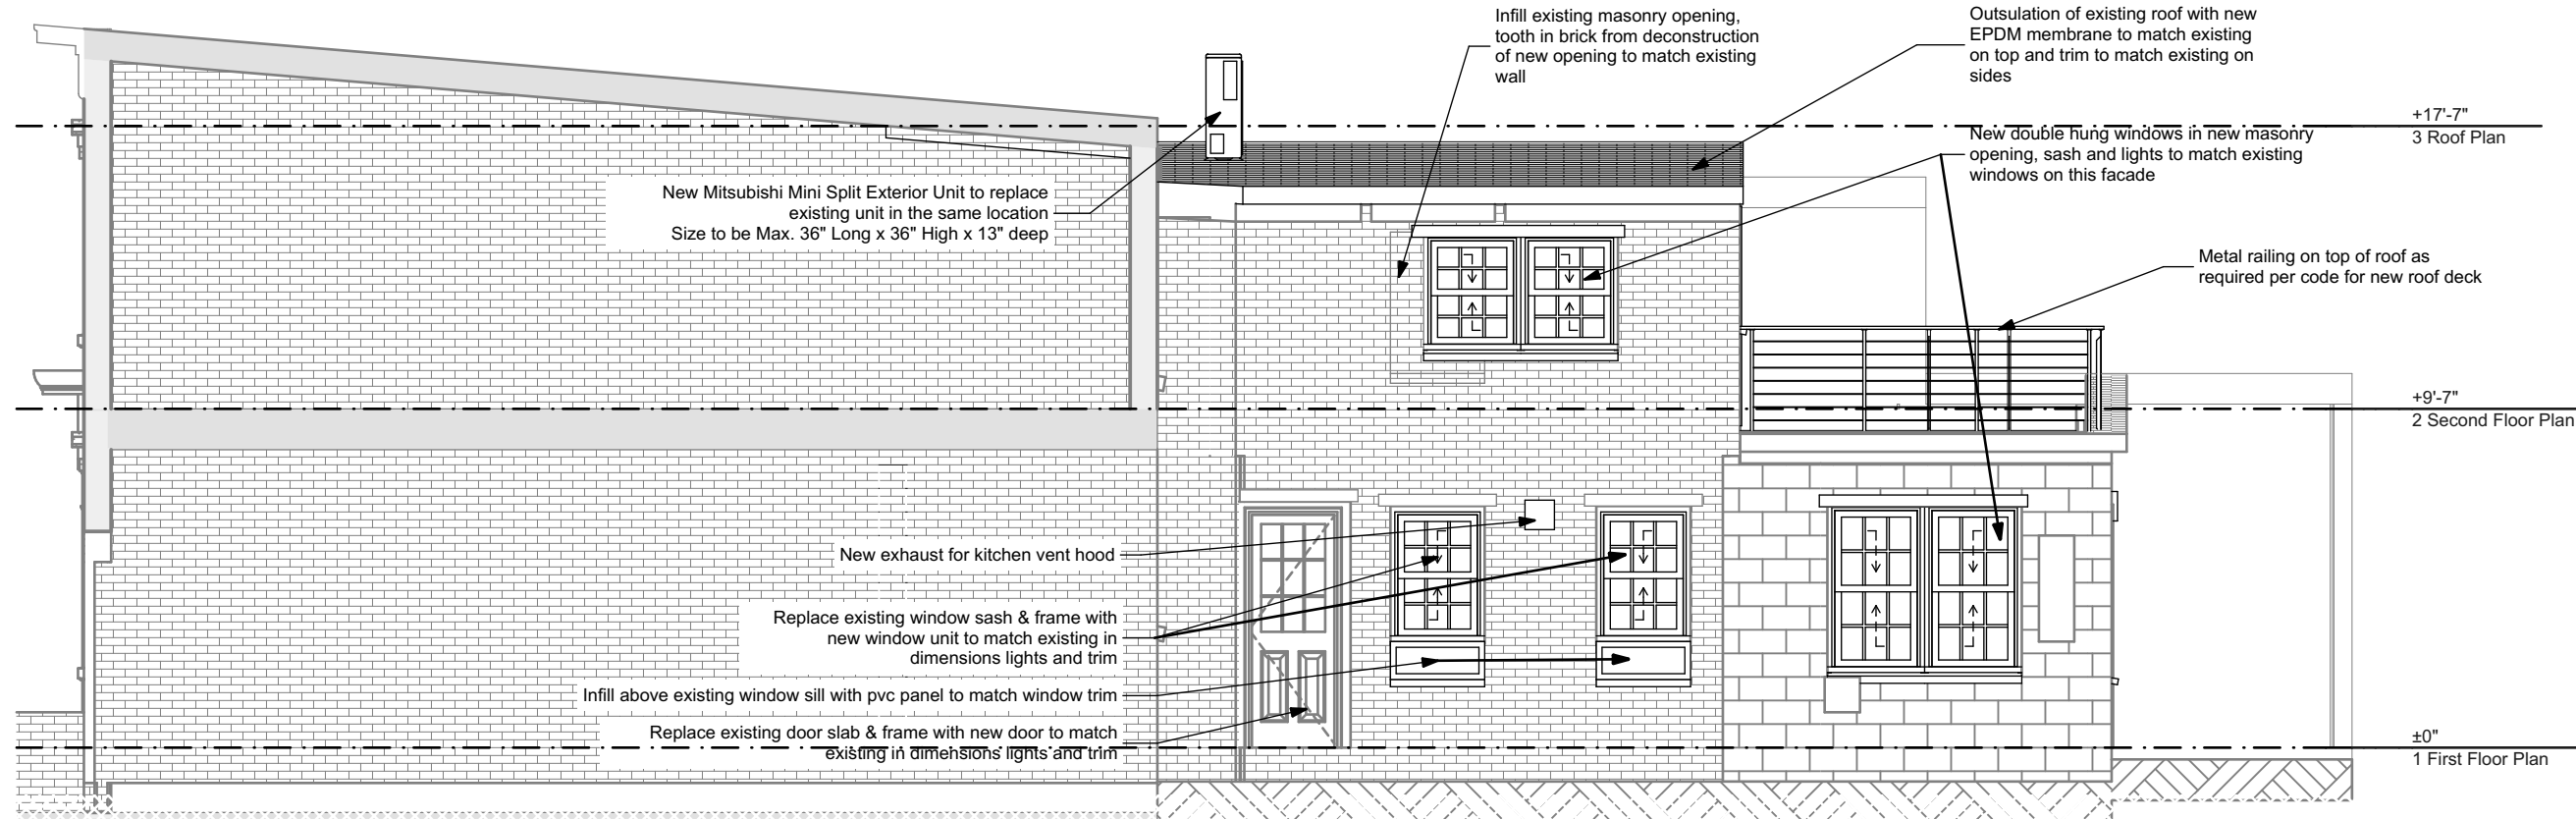 Infill existing masonry opening,
tooth in brick from deconstruction
of new opening to match existing
wall
Outsulation of existing roof with new
EPDM membrane to match existing
on top and trim to match existing on
sides
+17'-7"
3 Roof Plan
New double hung windows in new masonry
opening, sash and lights to match existing
windows on this facade
New Mitsubishi Mini Split Exterior Unit to replace
existing unit in the same location
Size to be Max. 36" Long x 36" High x 13" deep
Metal railing on top of roof as
required per code for new roof deck
+9'-7"
2 Second Floor Plan
New exhaust for kitchen vent hood
Replace existing window sash & frame with
new window unit to match existing in
dimensions lights and trim
Infill above existing window sill with pvc panel to match window trim
Replace existing door slab & frame with new door to match
existing in dimensions lights and trim
±0"
1 First Floor Plan